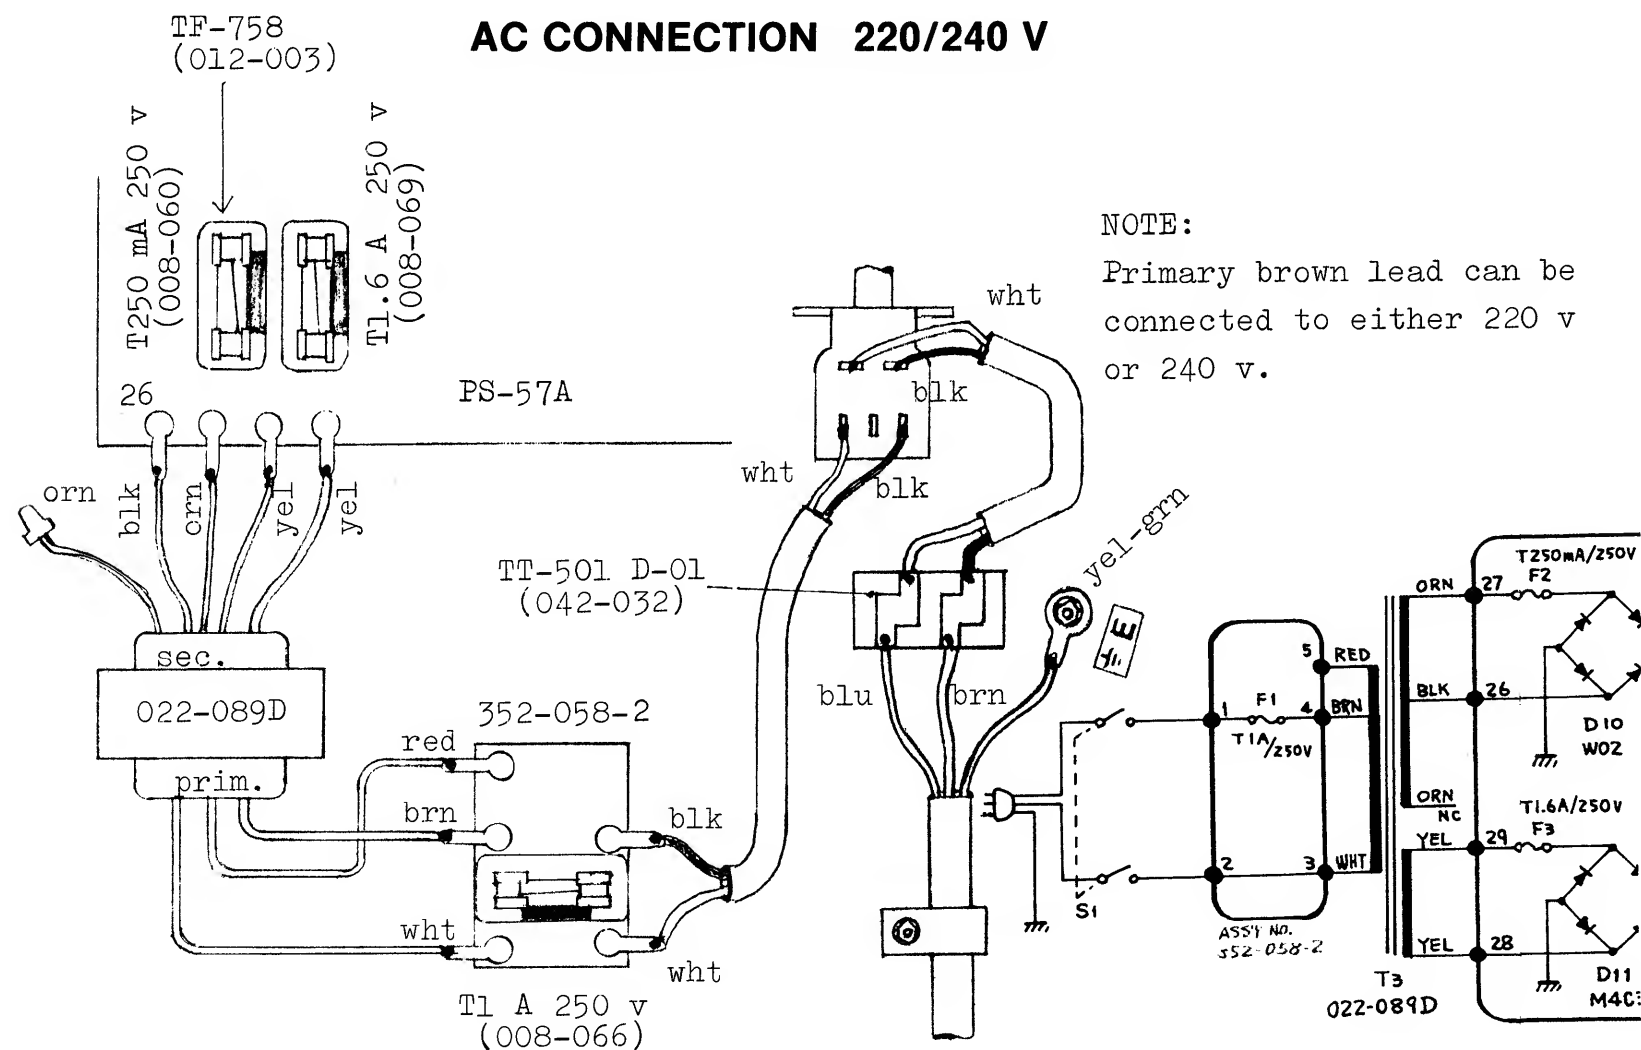 AC CONNECTION 220/240 V
TF-758
(012-003)
T250 mA 250 v
(008-060)
T1.6 A 250 v
(008-069)
26
PS-57A
orn
blk
orn
yel
yel
sec.
022-089D
prim.
red
brn
wht
352-058-2
blk
wht
T1 A 250 v
(008-066)
wht
blk
wht
blk
TT-501 D-01
(042-032)
blu
brn
yel-grn
E
NOTE:
Primary brown lead can be
connected to either 220 v
or 240 v.
S1
1
F1
T1A/250V
4
BRN
5
RED
2
3
WHT
ASS'Y NO.
352-058-2
T3
022-089D
ORN
27
T250mA/250V
F2
BLK
26
D10
W02
ORN
NC
T1.6A/250V
YEL
29
F3
YEL
28
D11